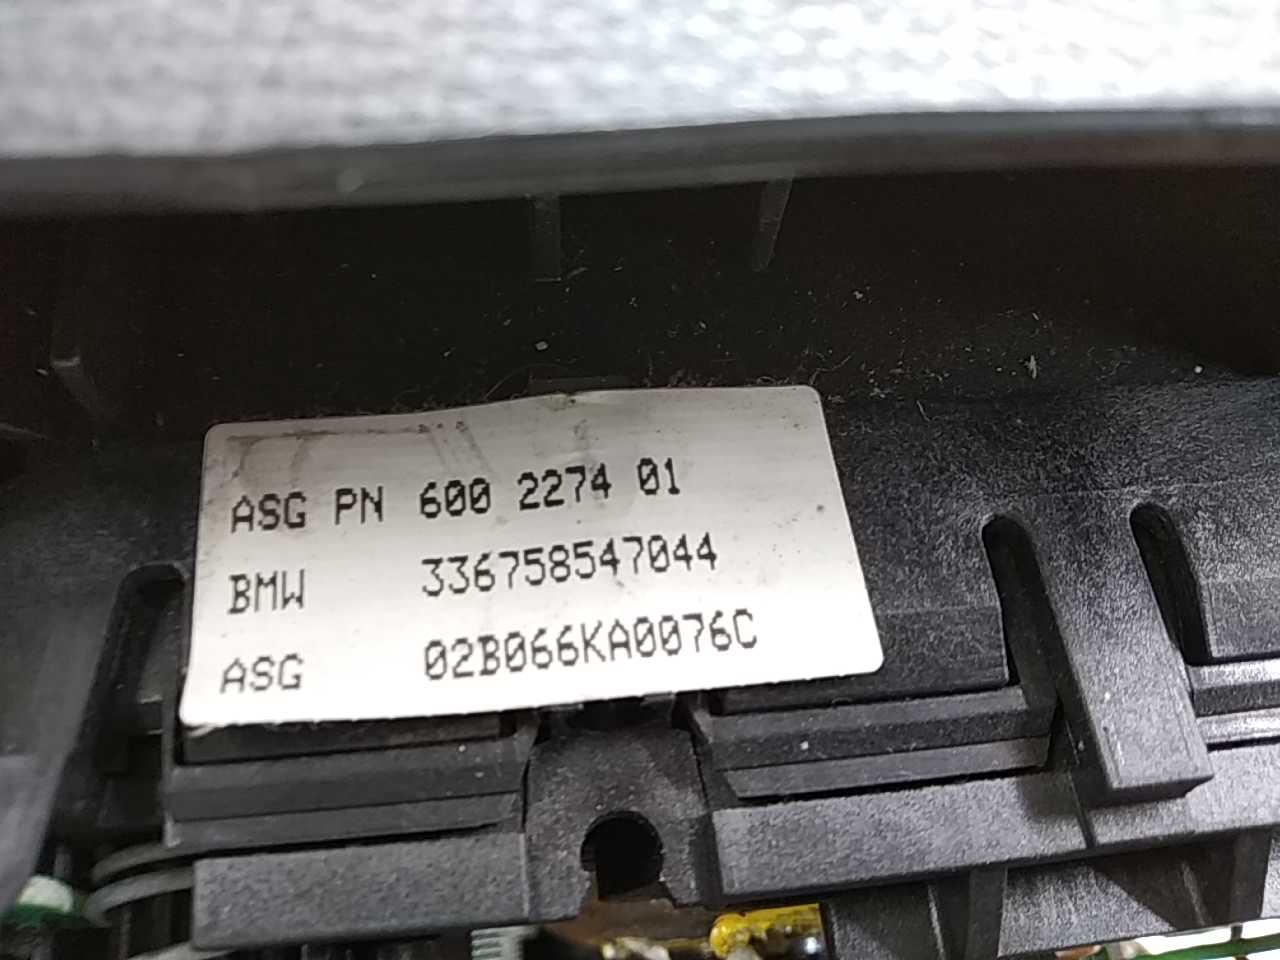 ASG PN 600 2274 01
BMW 336758547044
ASG 02B066KA0076C